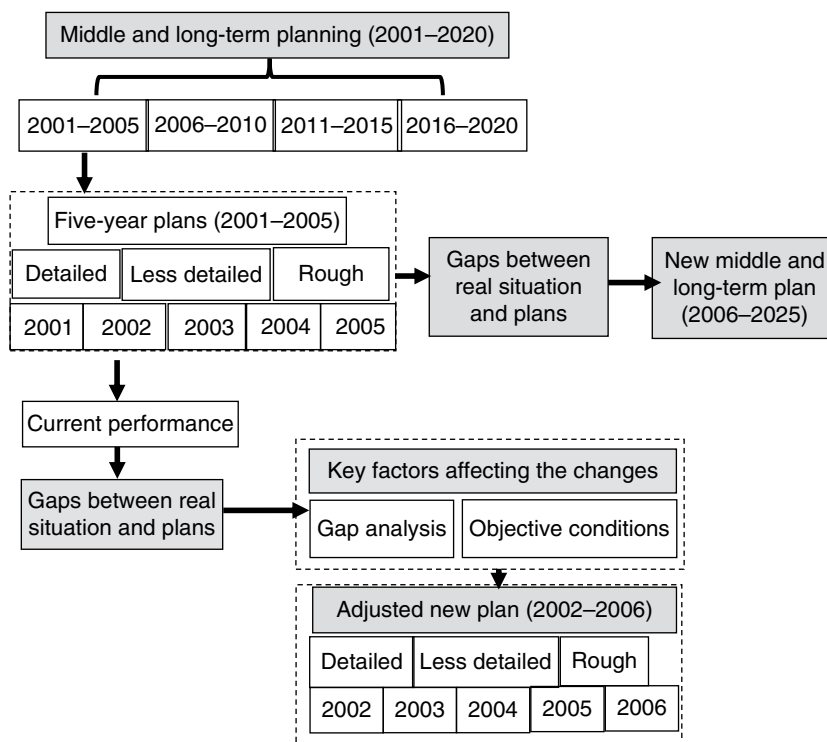 Middle and long-term planning (2001–2020)
2001–2005
2006–2010
2011–2015
2016–2020
Five-year plans (2001–2005)
Detailed
Less detailed
Rough
2001
2002
2003
2004
2005
Gaps between
real situation
and plans
New middle and
long-term plan
(2006–2025)
Current performance
Gaps between real
situation and plans
Key factors affecting the changes
Gap analysis
Objective conditions
Adjusted new plan (2002–2006)
Detailed
Less detailed
Rough
2002
2003
2004
2005
2006